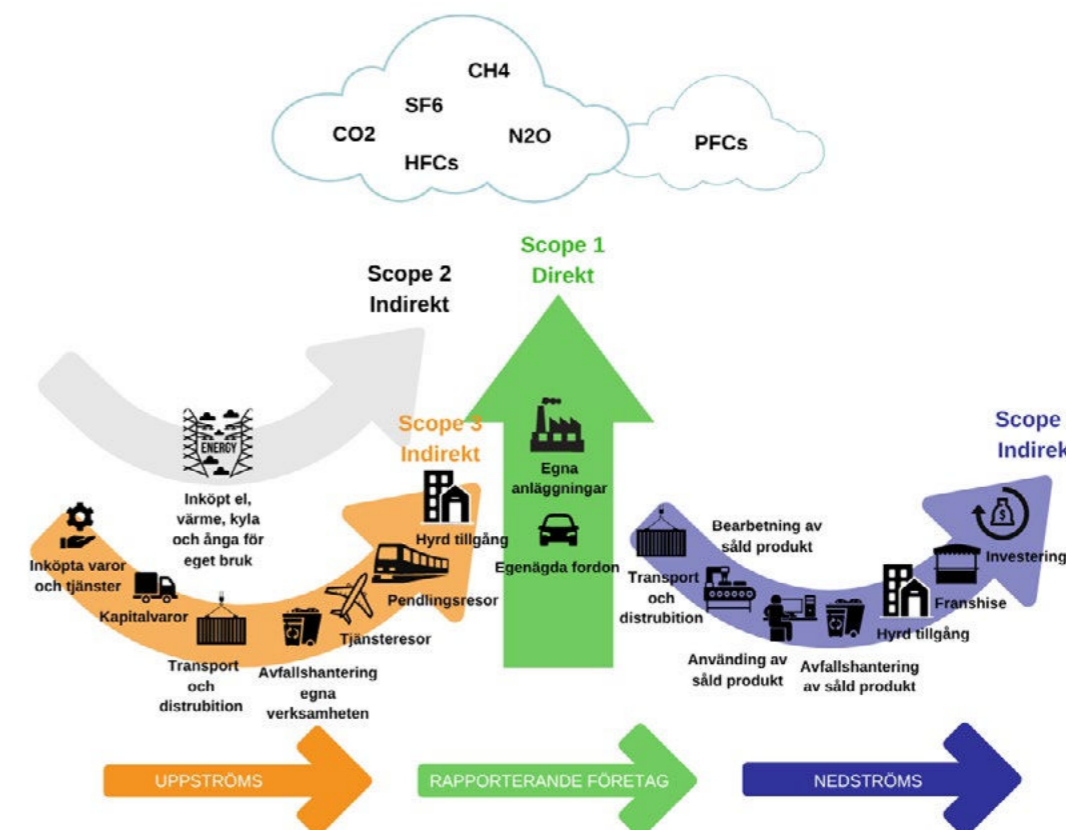 CH4
SF6
CO2
N2O
HFCs
PFCs
Scope 1
Direkt
Scope 2
Indirekt
ENERGY
Inköpt el,
värme, kyla
och ånga för
eget bruk
Scope 3
Indirekt
Inköpta varor
och tjänster
Kapitalvaror
Transport
och
distrubition
Avfallshantering
egna
verksamheten
Tjänsteresor
Pendlingsresor
Hyrd tillgång
Egna
anläggningar
Egenägda fordon
Scope
Indirek
Transport
och
distrubition
Bearbetning av
såld produkt
Använding av
såld produkt
Avfallshantering
av såld produkt
Hyrd tillgång
Franshise
$
Investering
UPPSTRÖMS
RAPPORTERANDE FÖRETAG
NEDSTRÖMS